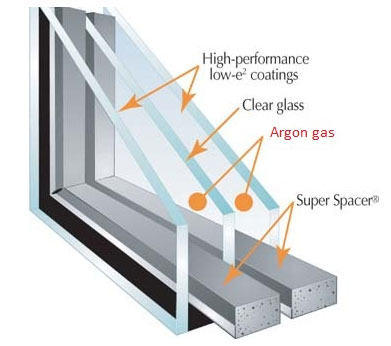 High-performance
low-e² coatings
Clear glass
Argon gas
Super Spacer®